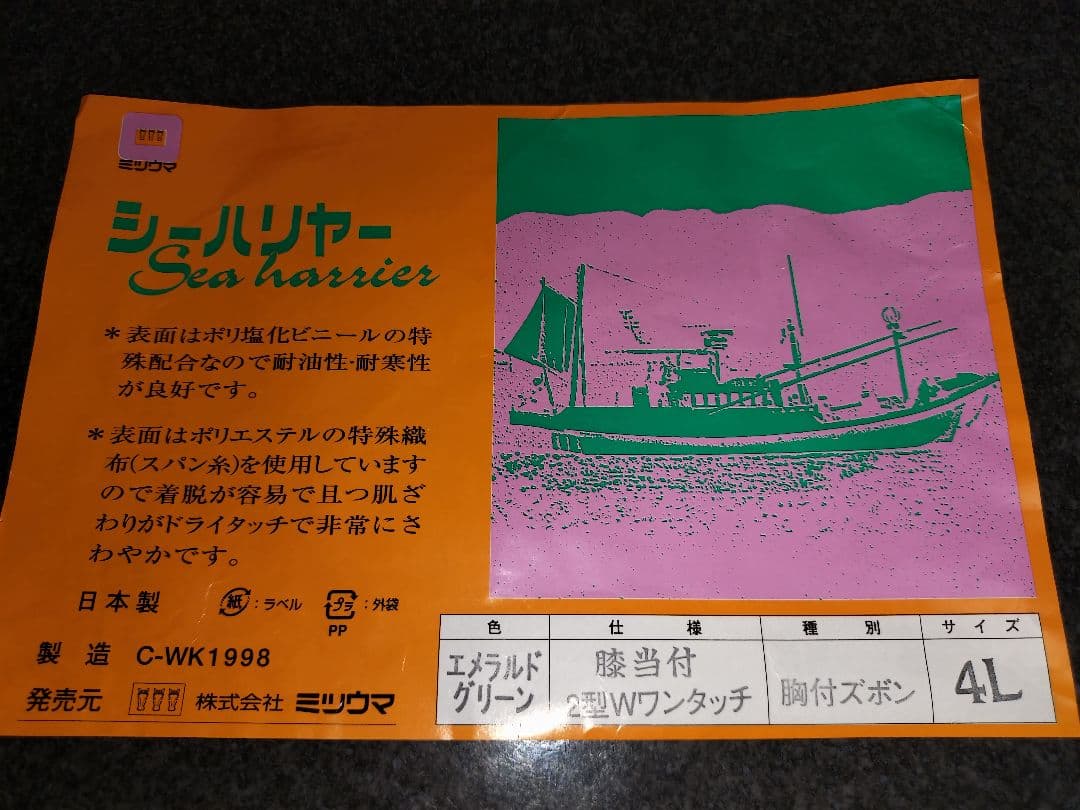 ミツウマ
シーハリヤー
Sea harrier
*表面はポリ塩化ビニールの特
殊配合なので耐油性・耐寒性
が良好です。
*表面はポリエステルの特殊織
布(スパン糸)を使用しています
ので着脱が容易で且つ肌ざ
わりがドライタッチで非常にさ
わやかです。
日本製 紙:ラベル プラ:外袋
PP
製造 C-WK1998
発売元 株式会社 ミツウマ
色 仕様 種別 サイズ
エメラルド
グリーン
膝当付
2型Wワンタッチ
胸付ズボン
4L